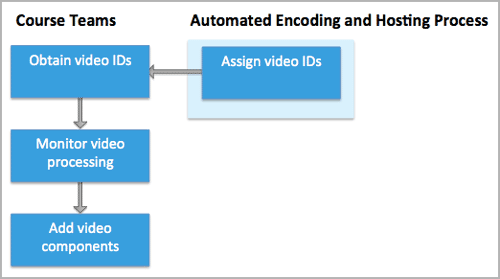 Course Teams
Automated Encoding and Hosting Process
Obtain video IDs
Assign video IDs
Monitor video
processing
Add video
components